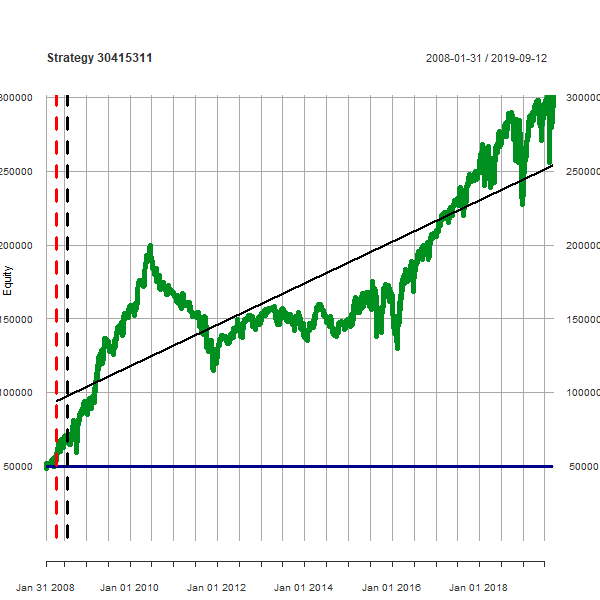 Strategy 30415311
2008-01-31 / 2019-09-12
300000
300000
250000
250000
200000
200000
Equity
150000
150000
100000
100000
50000
50000
Jan 31 2008
Jan 01 2010
Jan 01 2012
Jan 01 2014
Jan 01 2016
Jan 01 2018